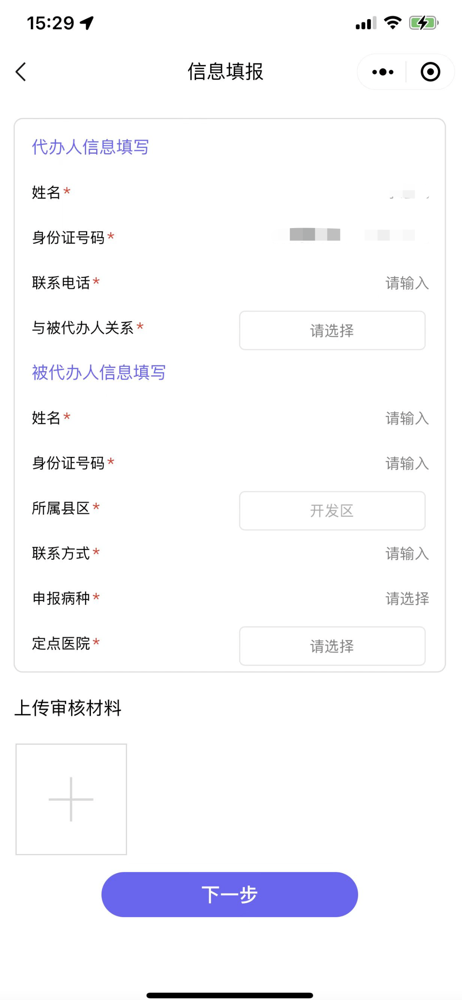 15:29
信息填报
代办人信息填写
姓名*
身份证号码*
联系电话* 请输入
与被代办人关系* 请选择
被代办人信息填写
姓名* 请输入
身份证号码* 请输入
所属县区* 开发区
联系方式* 请输入
申报病种* 请选择
定点医院* 请选择
上传审核材料
下一步